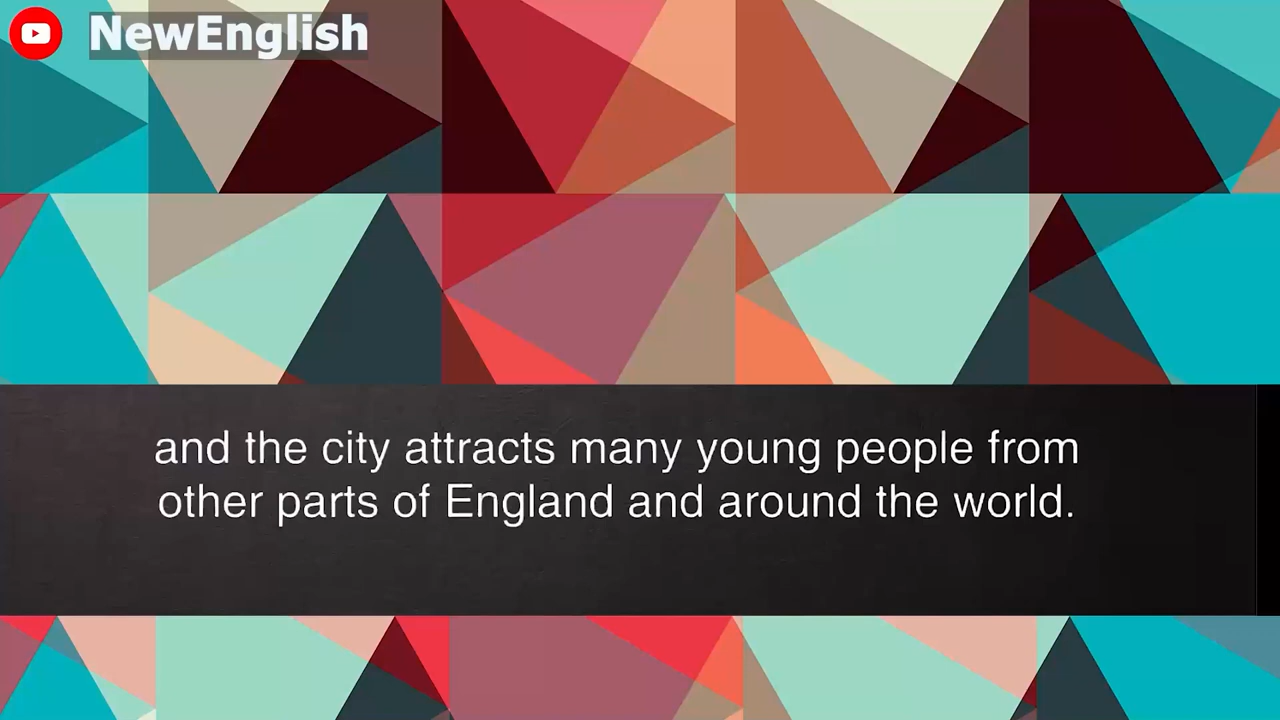 NewEnglish
and the city attracts many young people from
other parts of England and around the world.